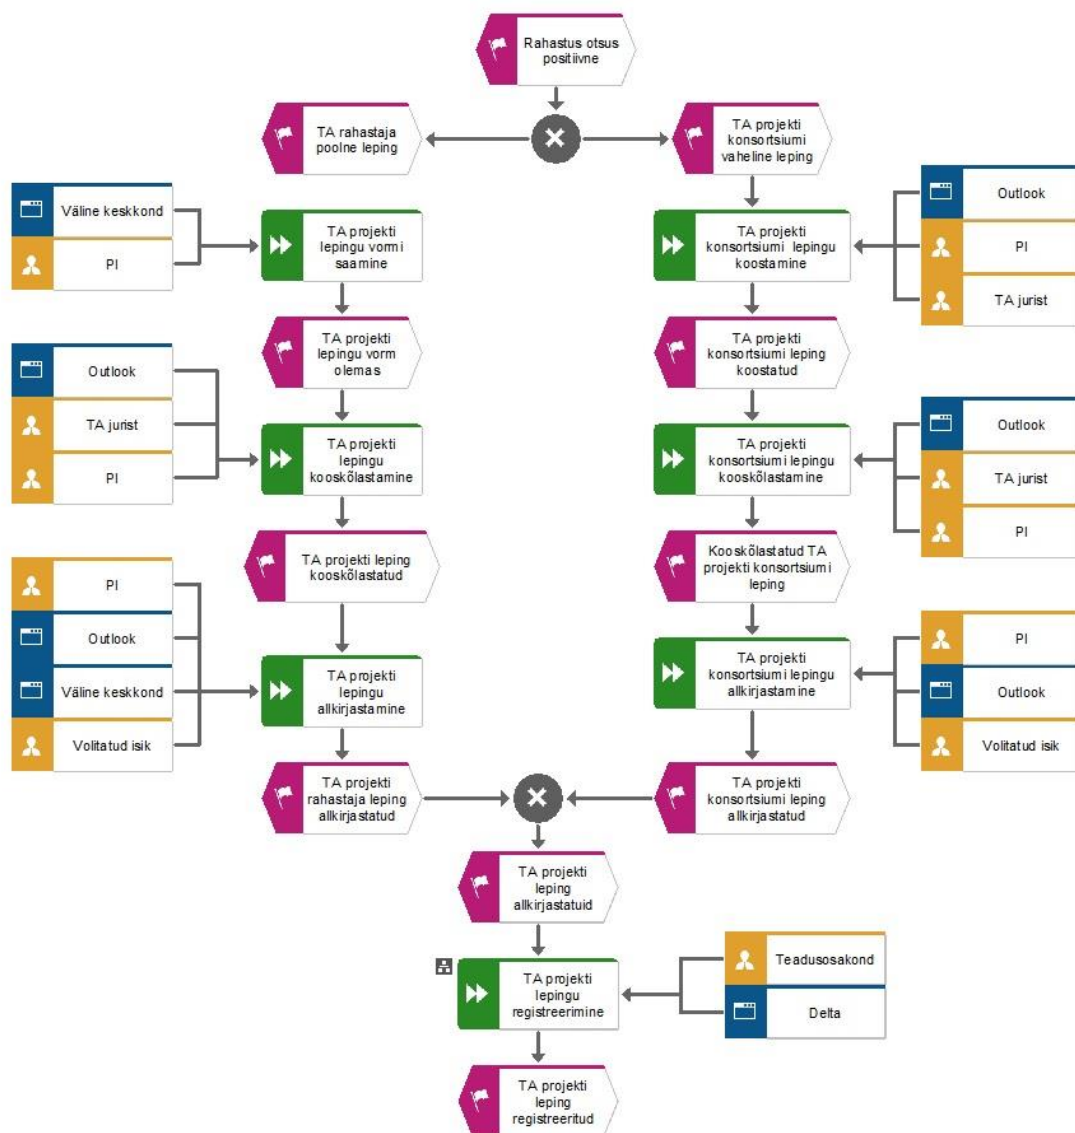 Rahastus otsus
positiivne
TA rahastaja
poolne leping
TA projekti
konsortsiumi
vaheline leping
Väline keskkond
PI
TA projekti
lepingu vormi
saamine
TA projekti
konsortsiumi lepingu
koostamine
Outlook
PI
TA jurist
TA projekti
lepingu vorm
olemas
TA projekti
konsortsiumi leping
koostatud
Outlook
TA jurist
PI
TA projekti
lepingu
kooskõlastamine
TA projekti
konsortsiumi lepingu
kooskõlastamine
Outlook
TA jurist
PI
TA projekti leping
kooskõlastatud
Kooskõlastatud TA
projekti konsortsiumi
leping
PI
Outlook
Väline keskkond
Volitatud isik
TA projekti
lepingu
allkirjastamine
TA projekti
konsortsiumi lepingu
allkirjastamine
PI
Outlook
Volitatud isik
TA projekti
rahastaja leping
allkirjastatud
TA projekti
konsortsiumi leping
allkirjastatud
TA projekti
leping
allkirjastatuid
TA projekti
lepingu
registreerimine
Teadusosakond
Delta
TA projekti
leping
registreeritud